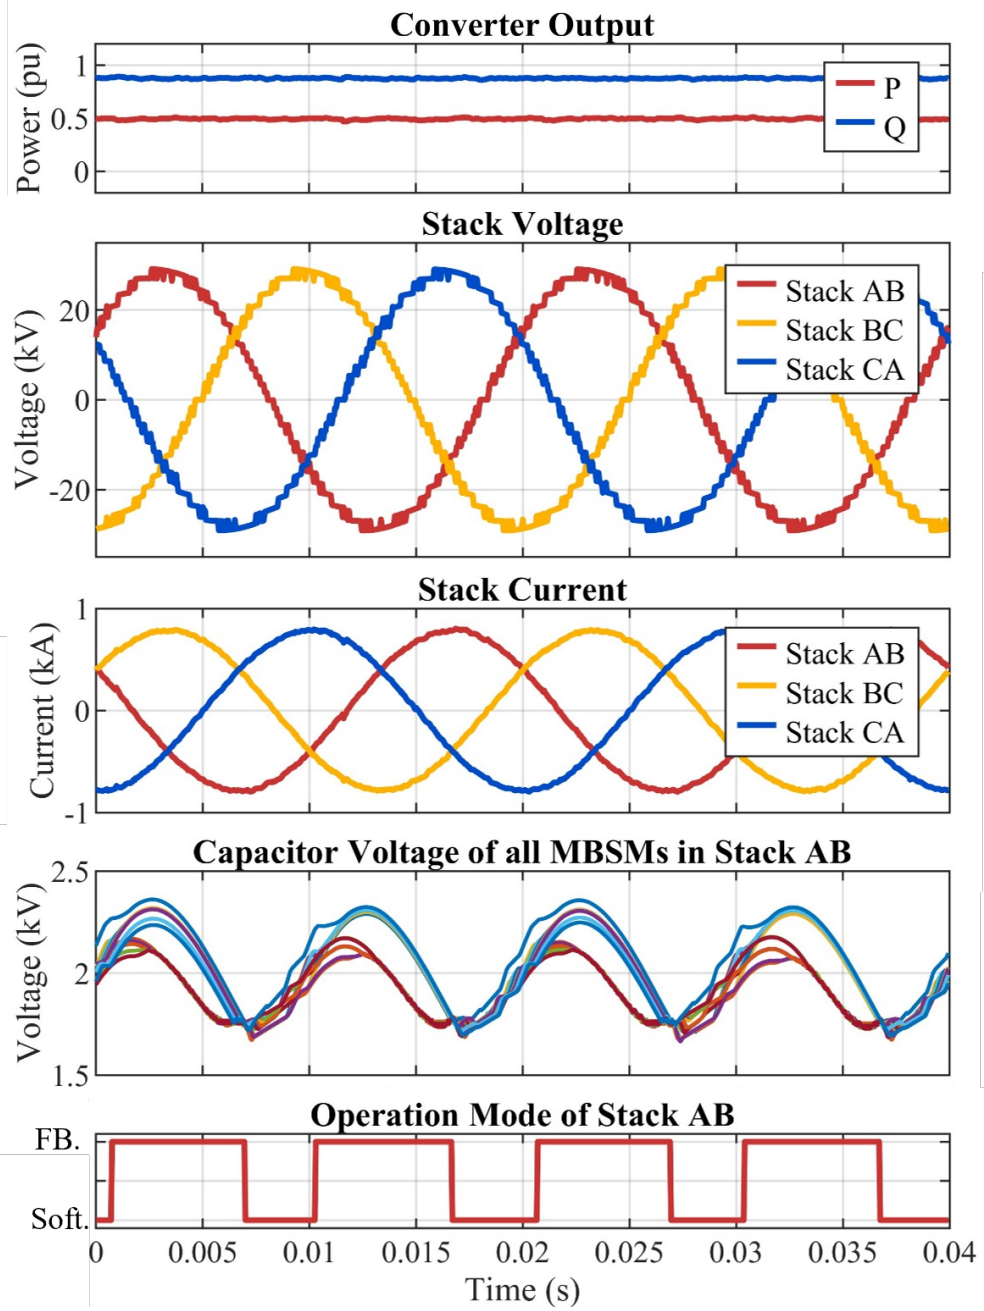 Converter Output
Power (pu)
1
0.5
0
P
Q
Stack Voltage
Voltage (kV)
20
0
-20
Stack AB
Stack BC
Stack CA
Stack Current
Current (kA)
1
0
-1
Stack AB
Stack BC
Stack CA
Capacitor Voltage of all MBSMs in Stack AB
Voltage (kV)
2.5
2
1.5
Operation Mode of Stack AB
FB.
Soft.
0 0.005 0.01 0.015 0.02 0.025 0.03 0.035 0.04
Time (s)